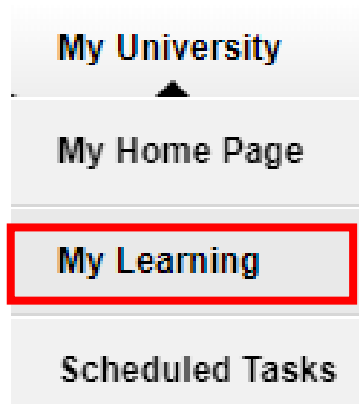 My University
My Home Page
My Learning
Scheduled Tasks